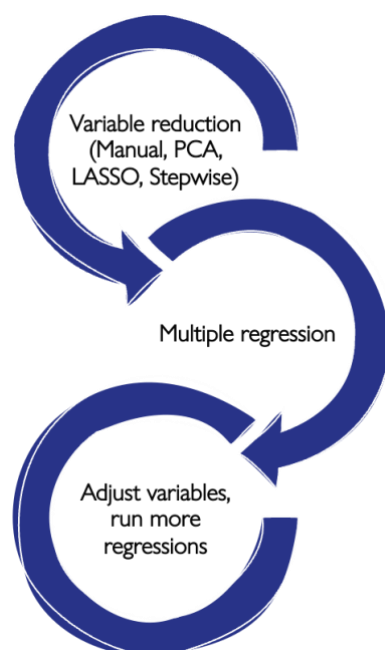 Variable reduction
(Manual, PCA,
LASSO, Stepwise)
Multiple regression
Adjust variables,
run more
regressions